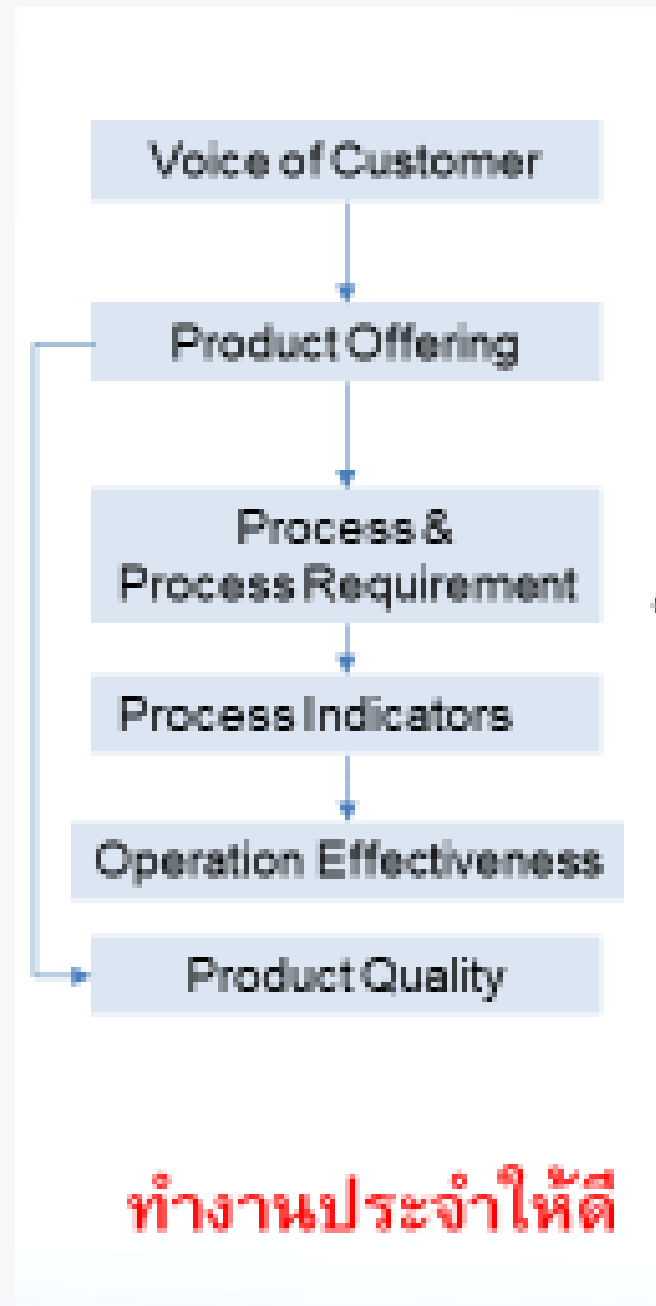 Voice of Customer
Product Offering
Process &
Process Requirement
Process Indicators
Operation Effectiveness
Product Quality
ทำงานประจำให้ดี